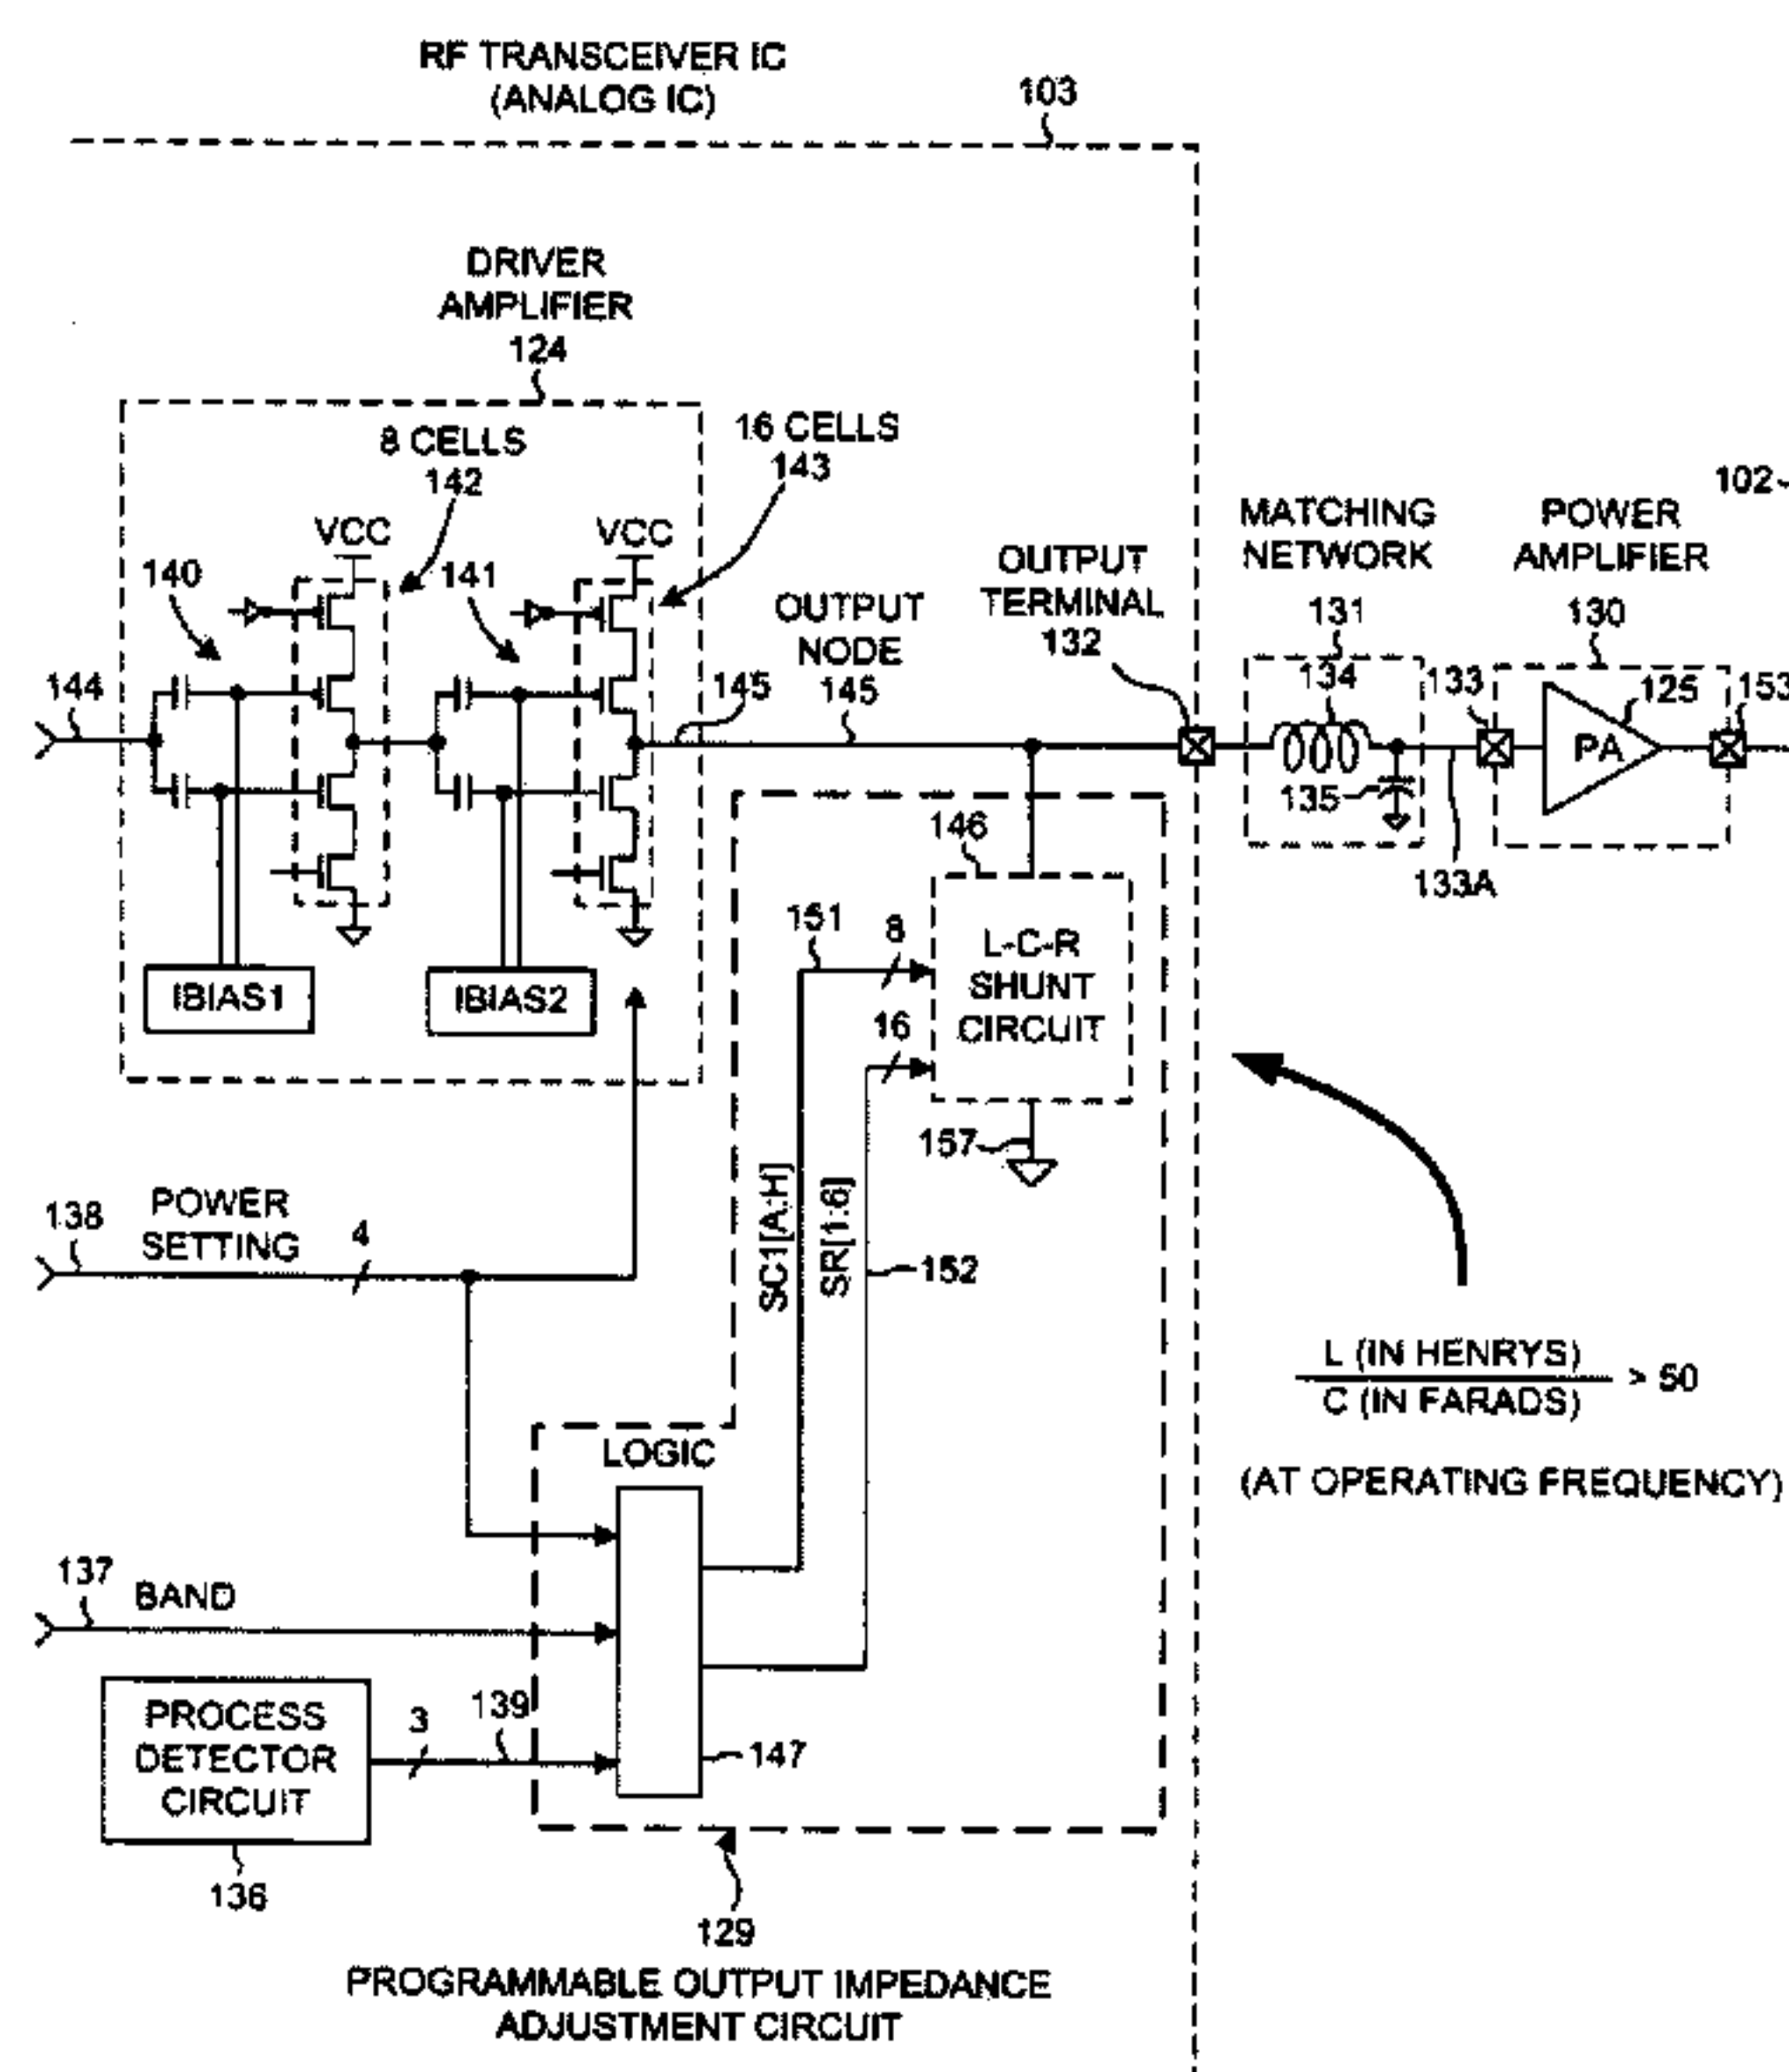 RF TRANSCEIVER IC
(ANALOG IC)
103
DRIVER
AMPLIFIER
124
8 CELLS
142
16 CELLS
143
102
VCC
VCC
140
141
OUTPUT
NODE
145
145
OUTPUT
TERMINAL
132
MATCHING
NETWORK
131
POWER
AMPLIFIER
130
144
134
133
125
153
PA
135
133A
146
151
8
L-C-R
SHUNT
CIRCUIT
16
IBIAS1
IBIAS2
157
SC1[A:H]
SR[1:6]
152
138
POWER
SETTING
4
L (IN HENRYS)
C (IN FARADS)
> 50
(AT OPERATING FREQUENCY)
LOGIC
137
BAND
PROCESS
DETECTOR
CIRCUIT
3
139
147
136
129
PROGRAMMABLE OUTPUT IMPEDANCE
ADJUSTMENT CIRCUIT